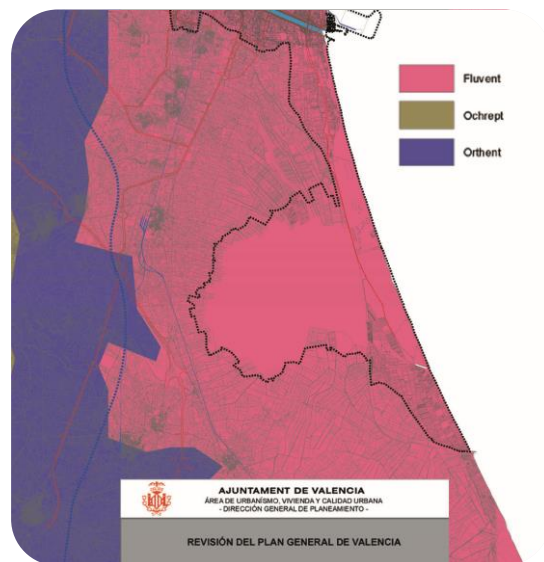 Fluvent
Ochrept
Orthent
AJUNTAMENT DE VALENCIA
ÁREA DE URBANÍSMO, VIVIENDA Y CALIDAD URBANA
- DIRECCIÓN GENERAL DE PLANEAMIENTO -
REVISIÓN DEL PLAN GENERAL DE VALENCIA